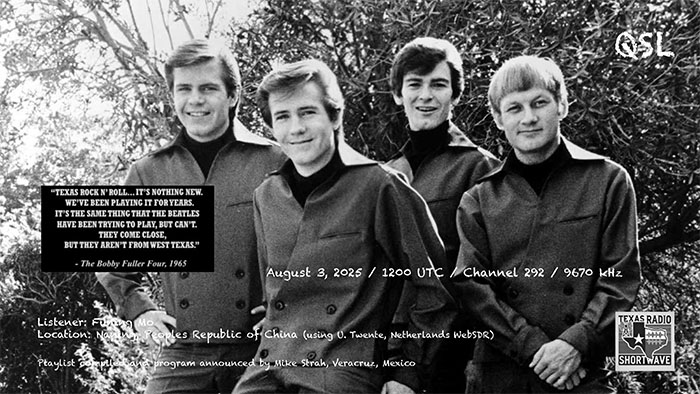 QSL
“TEXAS ROCK N’ ROLL...IT’S NOTHING NEW.
WE’VE BEEN PLAYING IT FOR YEARS.
IT’S THE SAME THING THAT THE BEATLES
HAVE BEEN TRYING TO PLAY, BUT CAN’T.
THEY COME CLOSE,
BUT THEY AREN’T FROM WEST TEXAS.”
- The Bobby Fuller Four, 1965
August 3, 2025 / 1200 UTC / Channel 292 / 9670 kHz
Listener: Mo
Location: Peoples Republic of China (using U. Twente, Netherlands WebSDR)
Playlist compiled and program announced by Mike Strah, Veracruz, Mexico
TEXAS RADIO
SHORTWAVE